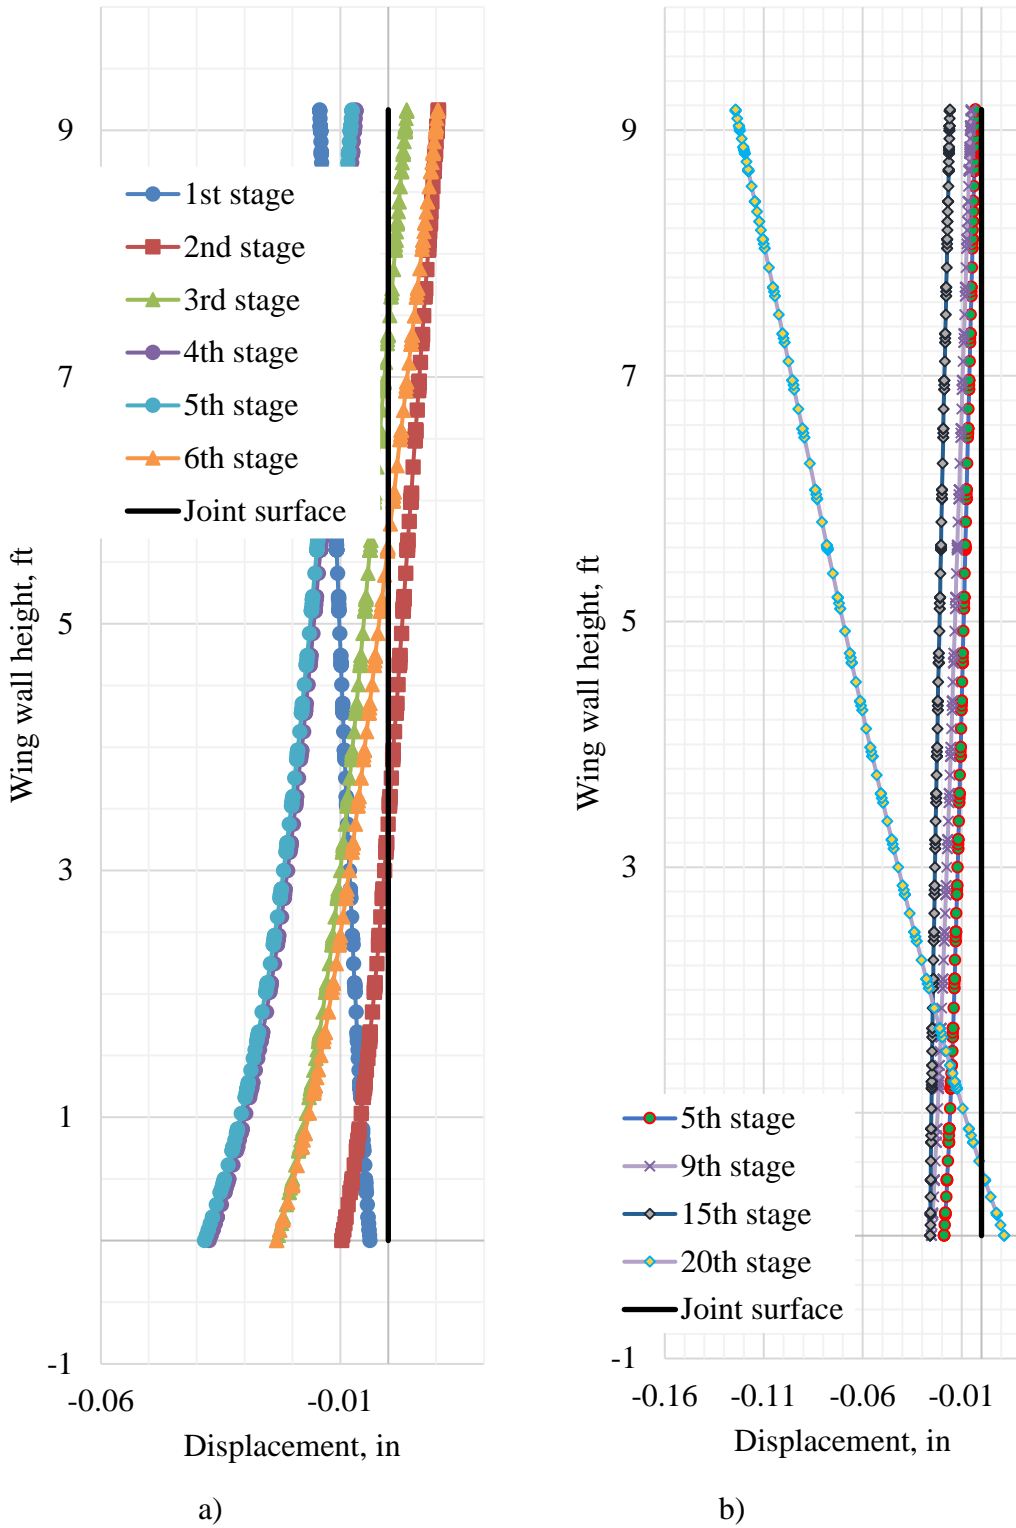 9
7
5
3
1
-1
Wing wall height, ft
1st stage
2nd stage
3rd stage
4th stage
5th stage
6th stage
Joint surface
-0.06 -0.01
Displacement, in
a)
9
7
5
3
1
-1
Wing wall height, ft
5th stage
9th stage
15th stage
20th stage
Joint surface
-0.16 -0.11 -0.06 -0.01
Displacement, in
b)